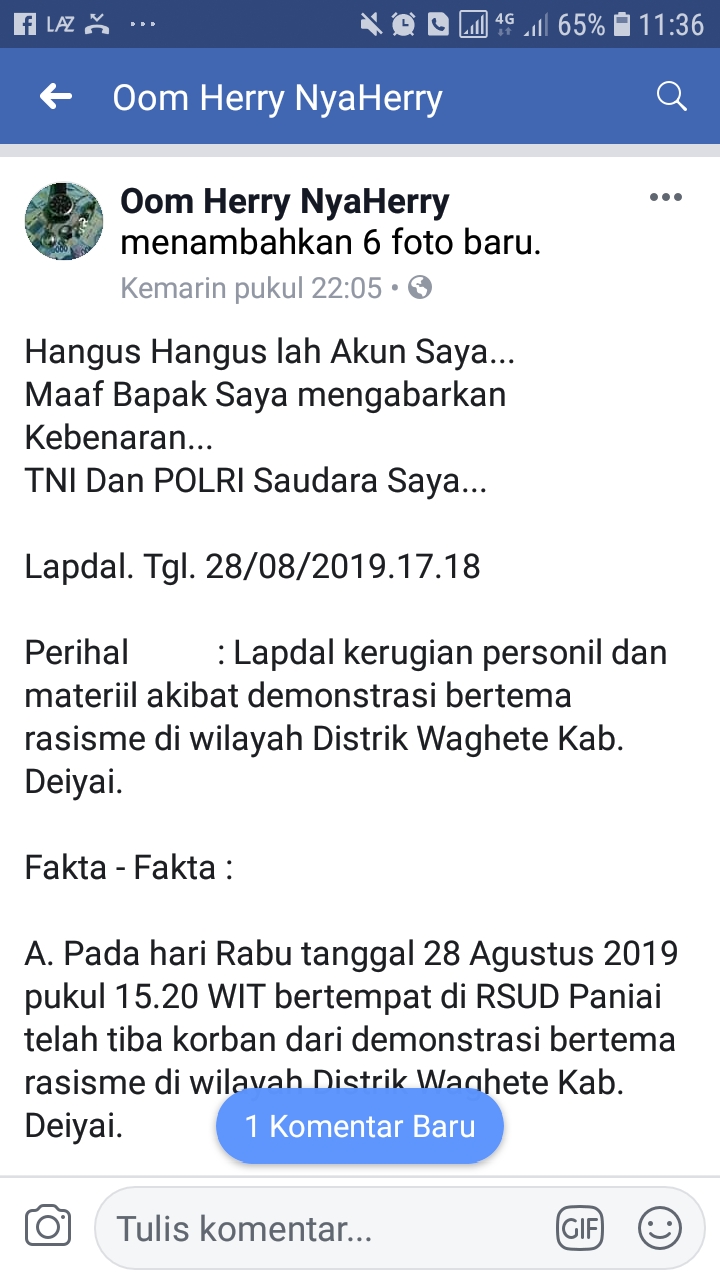 LAZ ... 4G 65% 11:36
Oom Herry NyaHerry
Oom Herry NyaHerry
menambahkan 6 foto baru.
Kemarin pukul 22:05 •
Hangus Hangus lah Akun Saya...
Maaf Bapak Saya mengabarkan
Kebenaran...
TNI Dan POLRI Saudara Saya...
Lapdal. Tgl. 28/08/2019.17.18
Perihal : Lapdal kerugian personil dan
materiil akibat demonstrasi bertema
rasisme di wilayah Distrik Waghete Kab.
Deiyai.
Fakta - Fakta :
A. Pada hari Rabu tanggal 28 Agustus 2019
pukul 15.20 WIT bertempat di RSUD Paniai
telah tiba korban dari demonstrasi bertema
rasisme di wilayah Distrik Waghete Kab.
Deiyai.
1 Komentar Baru
Tulis komentar... GIF